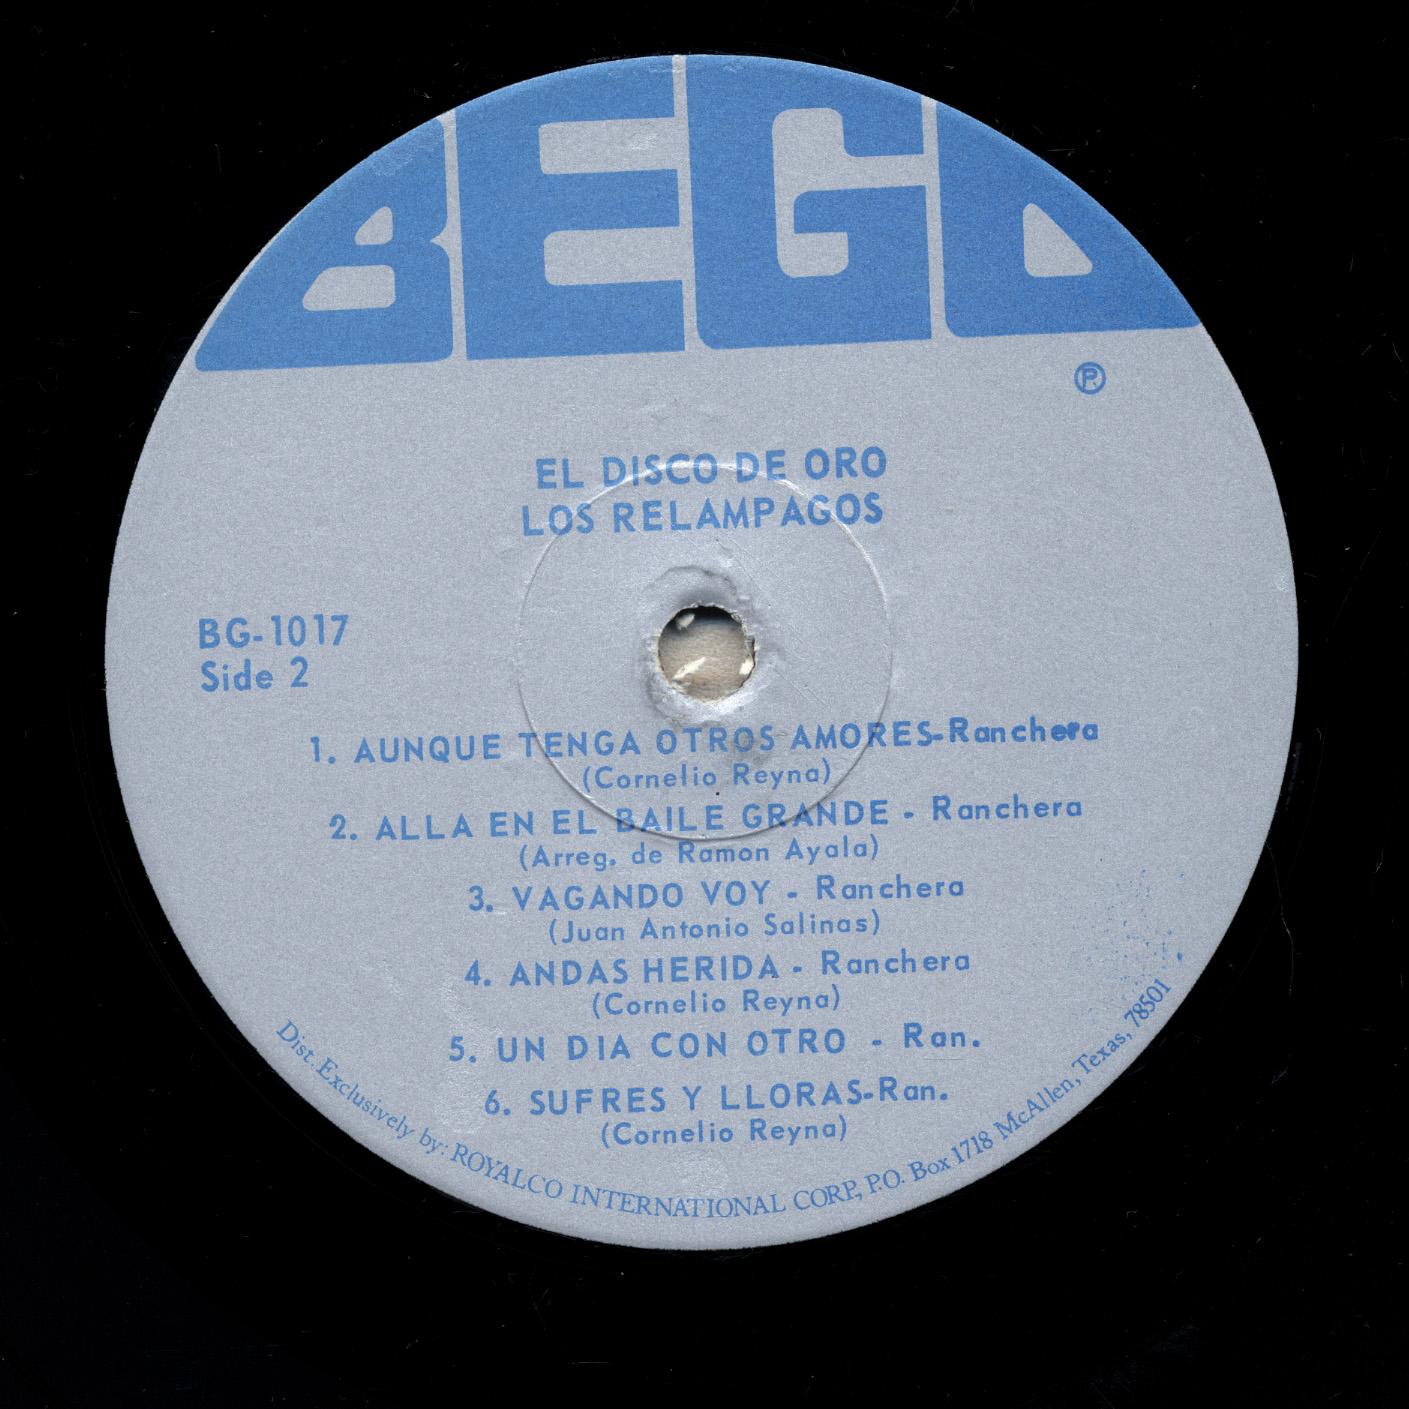 BEGO
℗
EL DISCO DE ORO
LOS RELAMPAGOS
BG-1017
Side 2
1. AUNQUE TENGA OTROS AMORES-Ranchera
(Cornelio Reyna)
2. ALLA EN EL BAILE GRANDE - Ranchera
(Arreg. de Ramon Ayala)
3. VAGANDO VOY - Ranchera
(Juan Antonio Salinas)
4. ANDAS HERIDA - Ranchera
(Cornelio Reyna)
5. UN DIA CON OTRO - Ran.
6. SUFRES Y LLORAS-Ran.
(Cornelio Reyna)
Dist. Exclusively by: ROYALCO INTERNATIONAL CORP., P.O. Box 1718 McAllen, Texas, 78501